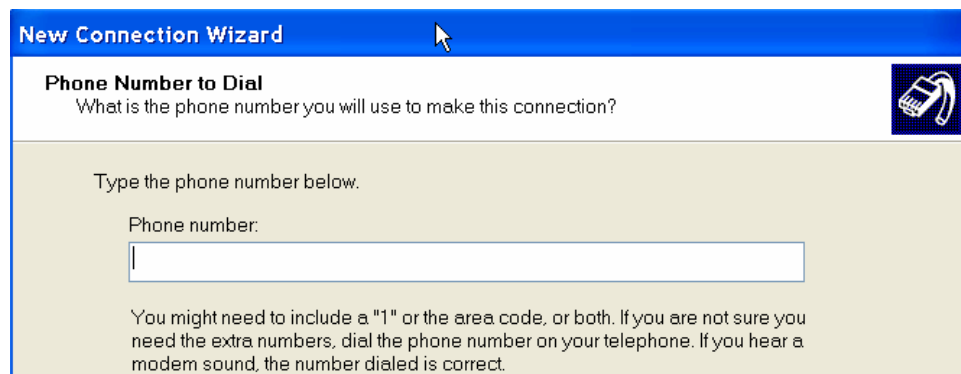 New Connection Wizard
Phone Number to Dial
What is the phone number you will use to make this connection?
Type the phone number below.
Phone number:
You might need to include a "1" or the area code, or both. If you are not sure you
need the extra numbers, dial the phone number on your telephone. If you hear a
modem sound, the number dialed is correct.